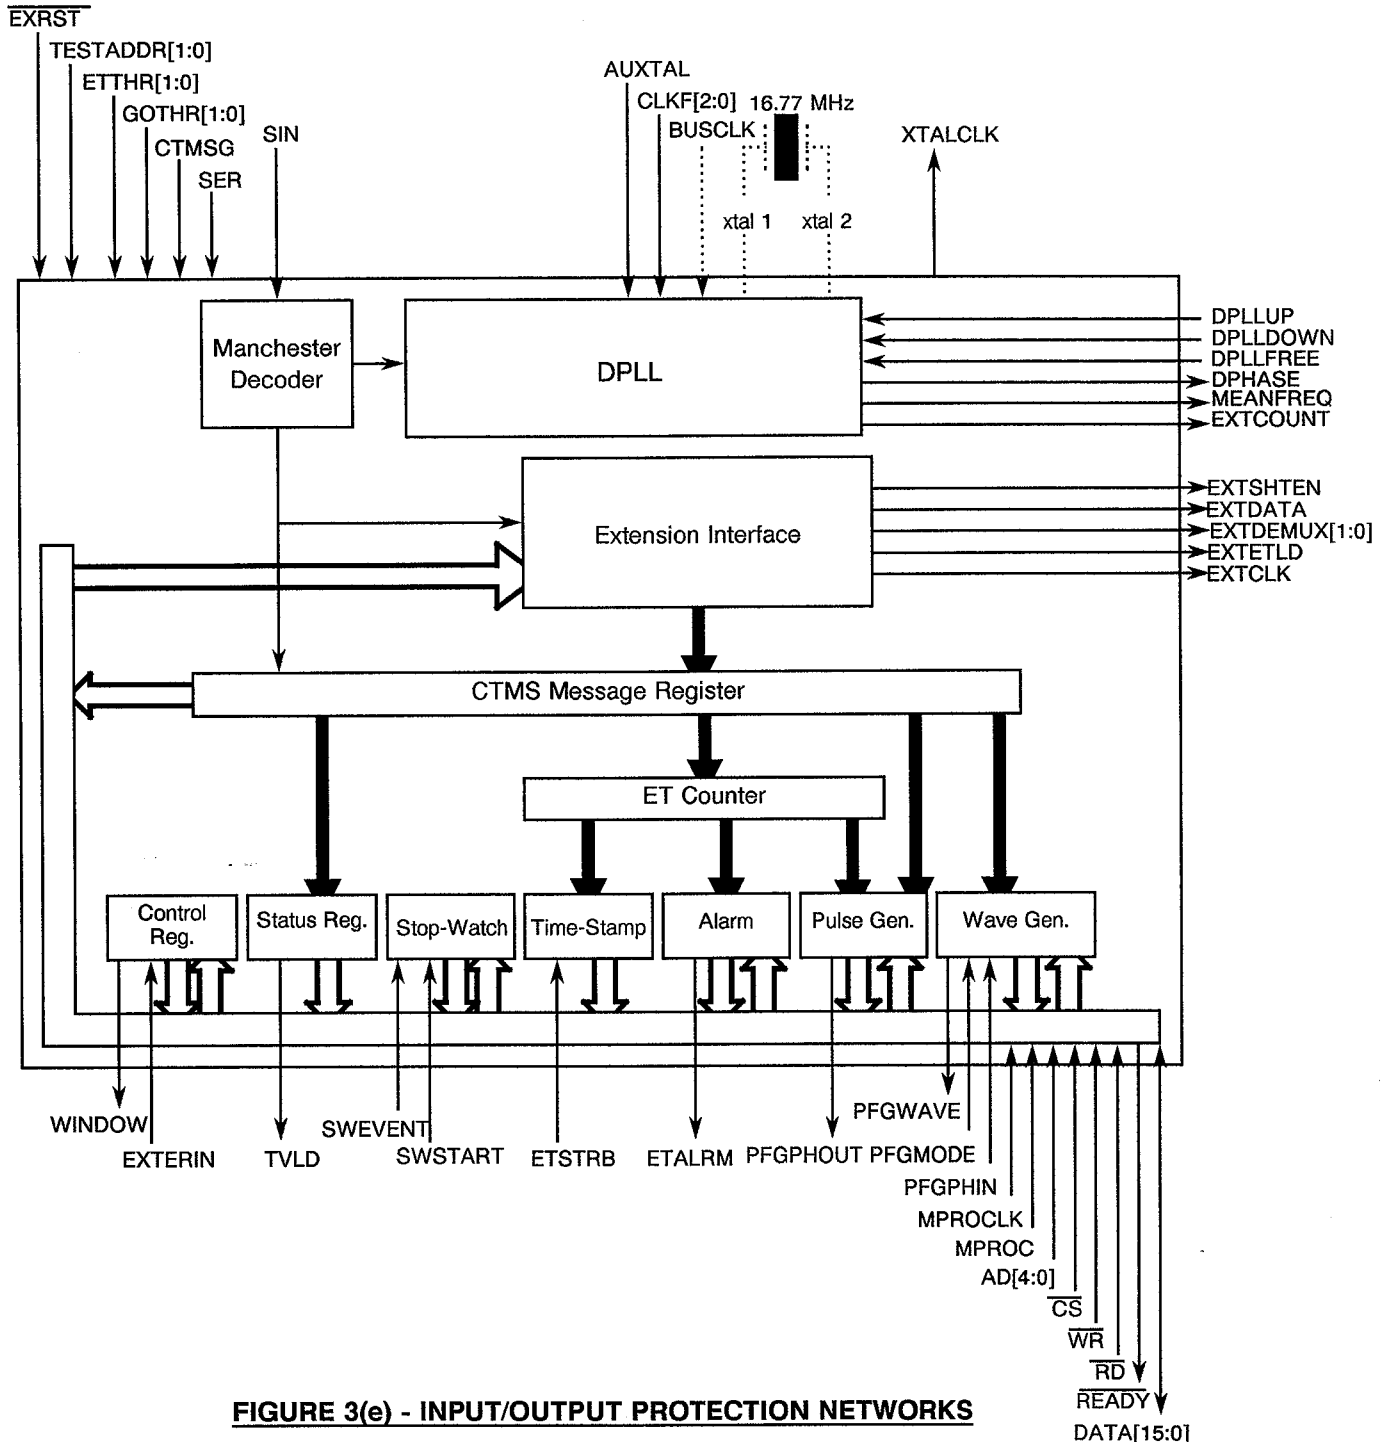 EXRST
TESTADDR[1:0]
ETTHR[1:0]
GOTHR[1:0]
CTMSG
SER
SIN
AUXTAL
CLKF[2:0] 16.77 MHz
BUSCLK
XTALCLK
xtal 1 xtal 2
Manchester
Decoder
DPLL
DPLLUP
DPLLDOWN
DPLLFREE
DPHASE
MEANFREQ
EXTCOUNT
Extension Interface
EXTSHTEN
EXTDATA
EXTDEMUX[1:0]
EXTETLD
EXTCLK
CTMS Message Register
ET Counter
Control
Reg.
Status Reg.
Stop-Watch
Time-Stamp
Alarm
Pulse Gen.
Wave Gen.
WINDOW
EXTERIN
TVLD
SWEVENT
SWSTART
ETSTRB
ETALRM
PFGPHOUT
PFGWAVE
PFGMODE
PFGPHIN
MPROCLK
MPROC
AD[4:0]
CS
WR
RD
READY
DATA[15:0]
FIGURE 3(e) - INPUT/OUTPUT PROTECTION NETWORKS